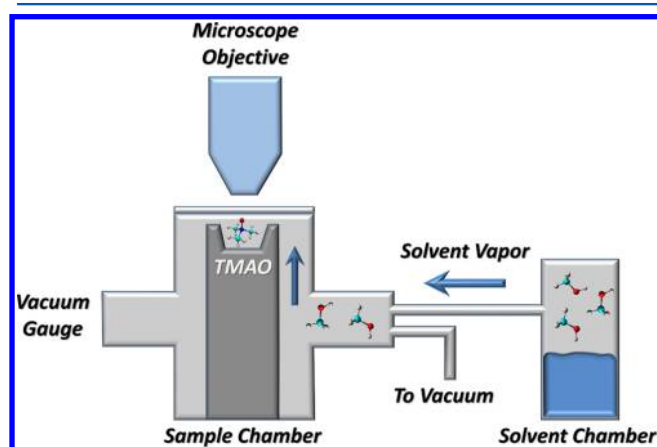 Microscope
Objective
TMAO
Solvent Vapor
Vacuum
Gauge
To Vacuum
Sample Chamber
Solvent Chamber